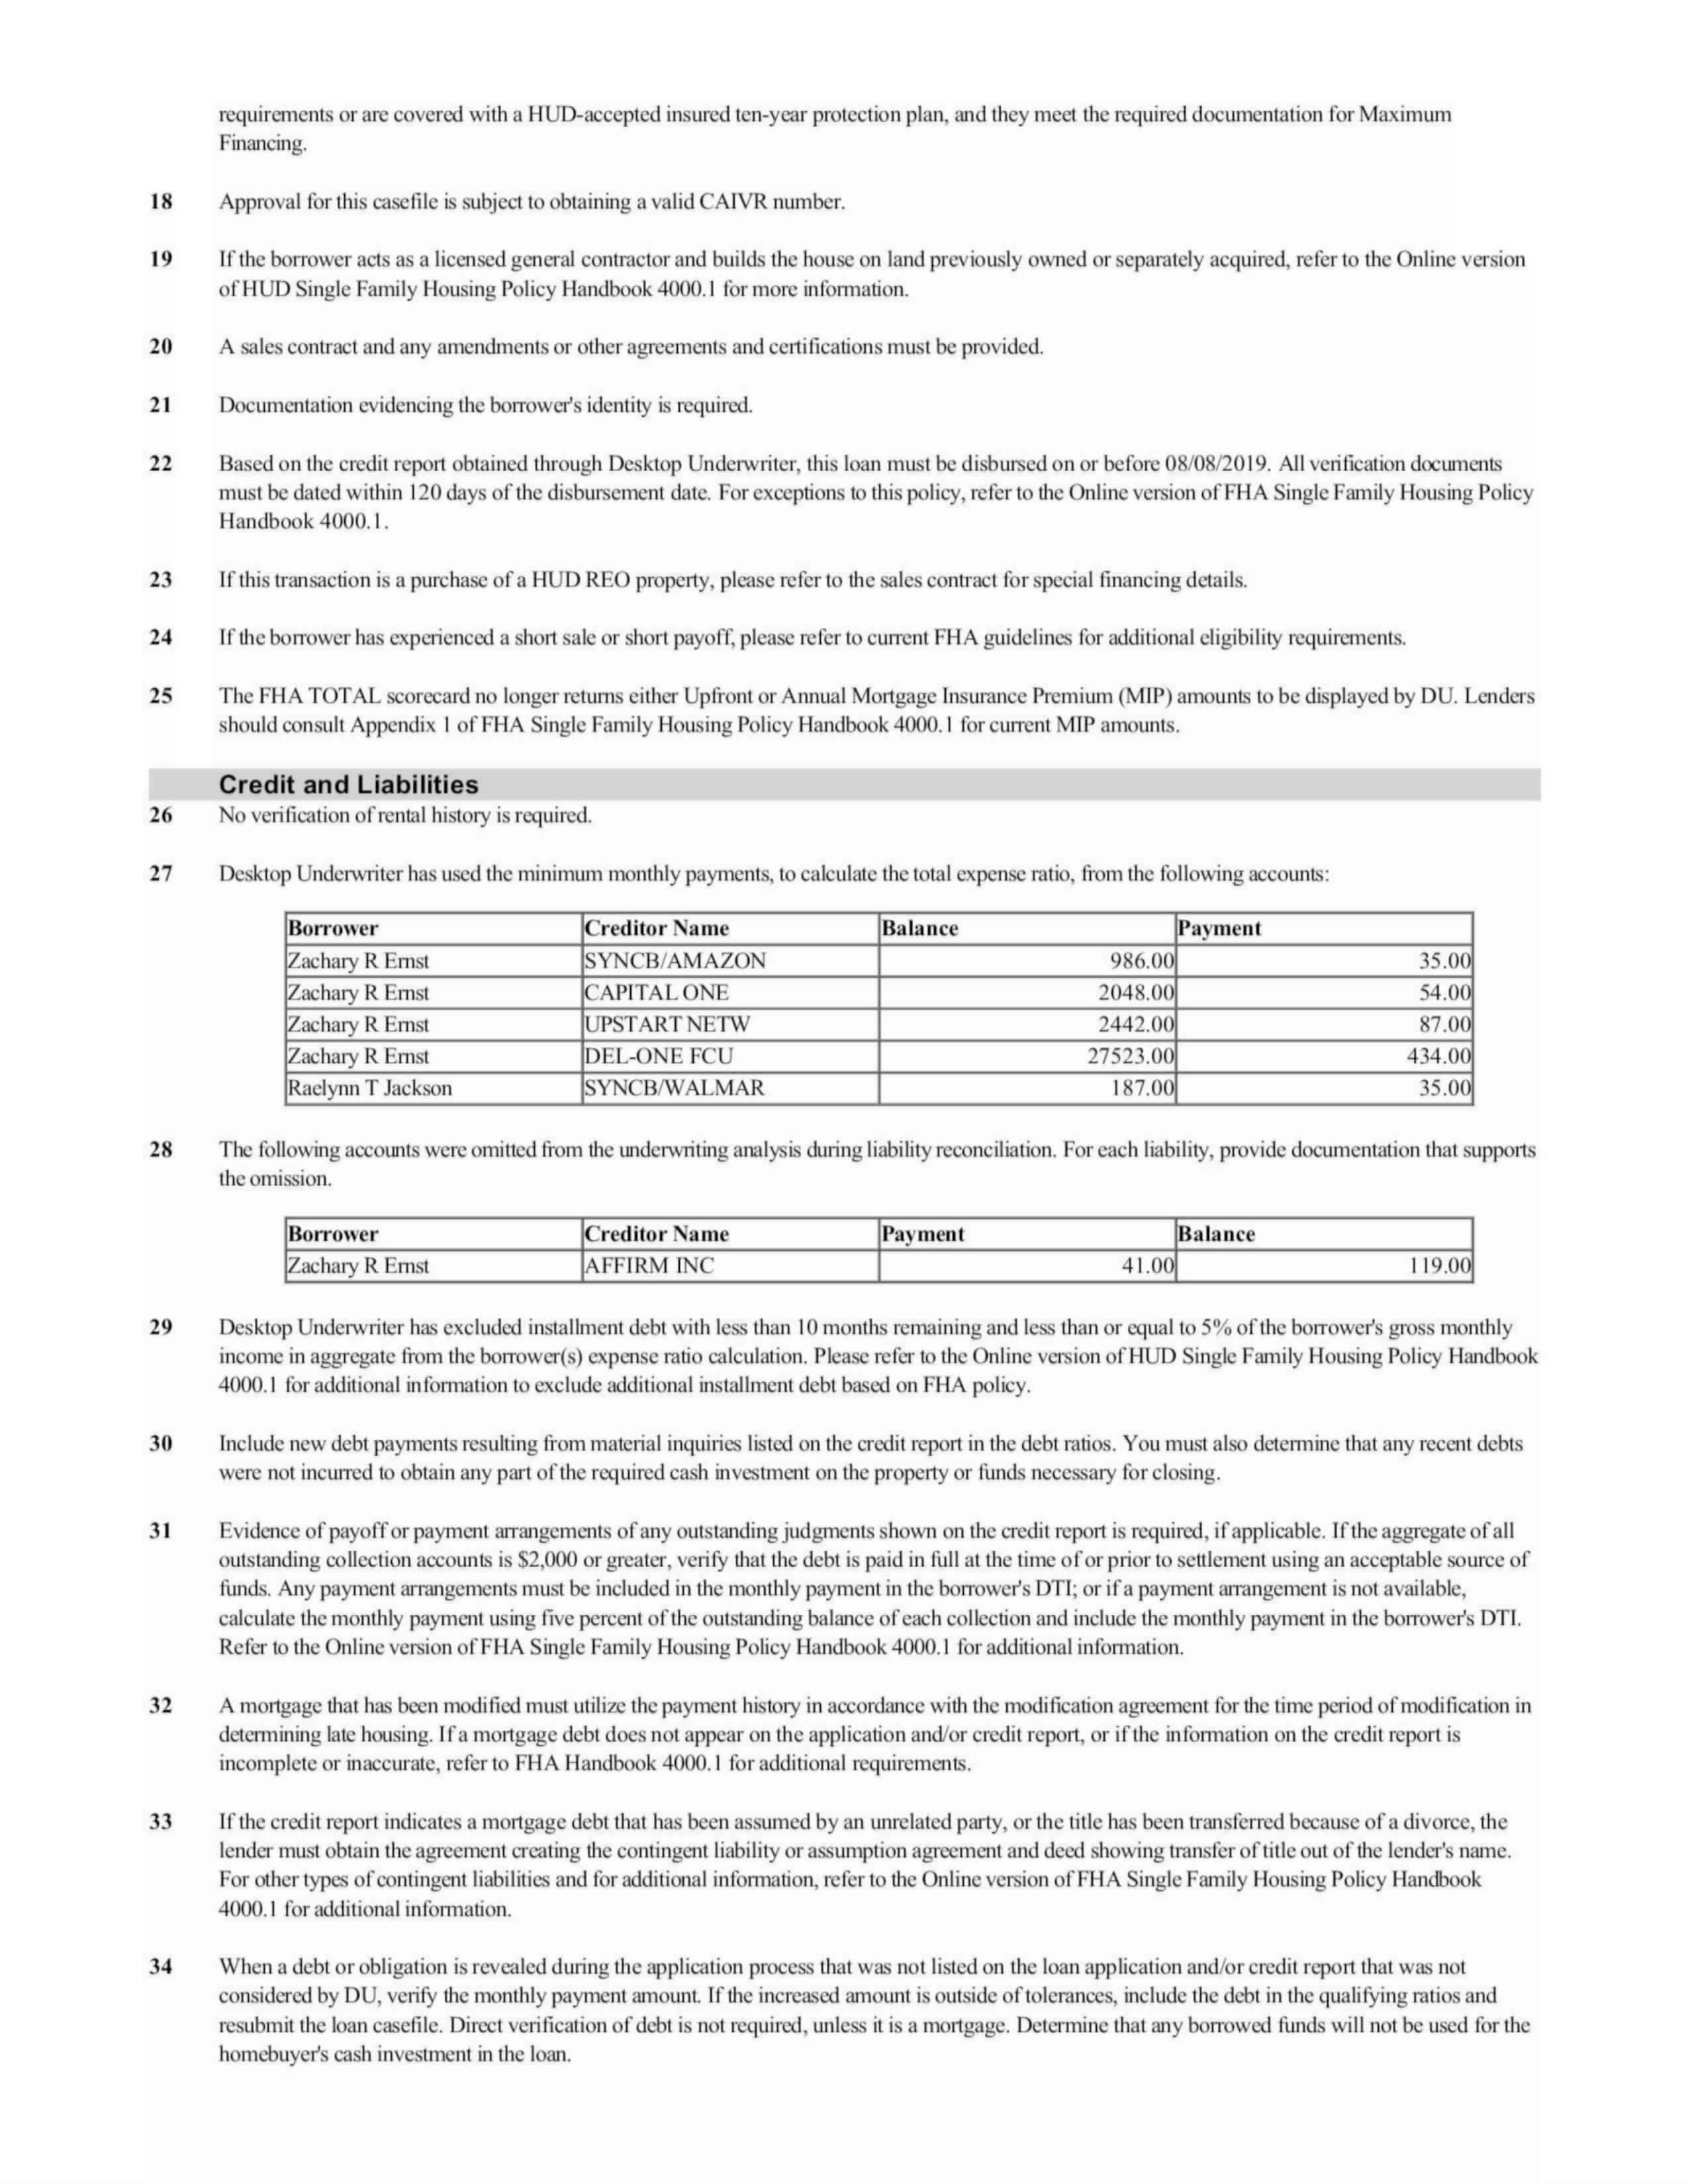 requirements or are covered with a HUD-accepted insured ten-year protection plan, and they meet the required documentation for Maximum
Financing.
18 Approval for this casefile is subject to obtaining a valid CAIVR number.
19 If the borrower acts as a licensed general contractor and builds the house on land previously owned or separately acquired, refer to the Online version
of HUD Single Family Housing Policy Handbook 4000.1 for more information.
20 A sales contract and any amendments or other agreements and certifications must be provided.
21 Documentation evidencing the borrower's identity is required.
22 Based on the credit report obtained through Desktop Underwriter, this loan must be disbursed on or before 08/08/2019. All verification documents
must be dated within 120 days of the disbursement date. For exceptions to this policy, refer to the Online version of FHA Single Family Housing Policy
Handbook 4000.1.
23 If this transaction is a purchase of a HUD REO property, please refer to the sales contract for special financing details.
24 If the borrower has experienced a short sale or short payoff, please refer to current FHA guidelines for additional eligibility requirements.
25 The FHA TOTAL scorecard no longer returns either Upfront or Annual Mortgage Insurance Premium (MIP) amounts to be displayed by DU. Lenders
should consult Appendix 1 of FHA Single Family Housing Policy Handbook 4000.1 for current MIP amounts.
Credit and Liabilities
26 No verification of rental history is required.
27 Desktop Underwriter has used the minimum monthly payments, to calculate the total expense ratio, from the following accounts:
Borrower Creditor Name Balance Payment
Zachary R Ernst SYNCB/AMAZON 986.00 35.00
Zachary R Ernst CAPITAL ONE 2048.00 54.00
Zachary R Ernst UPSTART NETW 2442.00 87.00
Zachary R Ernst DEL-ONE FCU 27523.00 434.00
Raelynn T Jackson SYNCB/WALMAR 187.00 35.00
28 The following accounts were omitted from the underwriting analysis during liability reconciliation. For each liability, provide documentation that supports
the omission.
Borrower Creditor Name Payment Balance
Zachary R Ernst AFFIRM INC 41.00 119.00
29 Desktop Underwriter has excluded installment debt with less than 10 months remaining and less than or equal to 5% of the borrower's gross monthly
income in aggregate from the borrower(s) expense ratio calculation. Please refer to the Online version of HUD Single Family Housing Policy Handbook
4000.1 for additional information to exclude additional installment debt based on FHA policy.
30 Include new debt payments resulting from material inquiries listed on the credit report in the debt ratios. You must also determine that any recent debts
were not incurred to obtain any part of the required cash investment on the property or funds necessary for closing.
31 Evidence of payoff or payment arrangements of any outstanding judgments shown on the credit report is required, if applicable. If the aggregate of all
outstanding collection accounts is $2,000 or greater, verify that the debt is paid in full at the time of or prior to settlement using an acceptable source of
funds. Any payment arrangements must be included in the monthly payment in the borrower's DTI; or if a payment arrangement is not available,
calculate the monthly payment using five percent of the outstanding balance of each collection and include the monthly payment in the borrower's DTI.
Refer to the Online version of FHA Single Family Housing Policy Handbook 4000.1 for additional information.
32 A mortgage that has been modified must utilize the payment history in accordance with the modification agreement for the time period of modification in
determining late housing. If a mortgage debt does not appear on the application and/or credit report, or if the information on the credit report is
incomplete or inaccurate, refer to FHA Handbook 4000.1 for additional requirements.
33 If the credit report indicates a mortgage debt that has been assumed by an unrelated party, or the title has been transferred because of a divorce, the
lender must obtain the agreement creating the contingent liability or assumption agreement and deed showing transfer of title out of the lender's name.
For other types of contingent liabilities and for additional information, refer to the Online version of FHA Single Family Housing Policy Handbook
4000.1 for additional information.
34 When a debt or obligation is revealed during the application process that was not listed on the loan application and/or credit report that was not
considered by DU, verify the monthly payment amount. If the increased amount is outside of tolerances, include the debt in the qualifying ratios and
resubmit the loan casefile. Direct verification of debt is not required, unless it is a mortgage. Determine that any borrowed funds will not be used for the
homebuyer's cash investment in the loan.